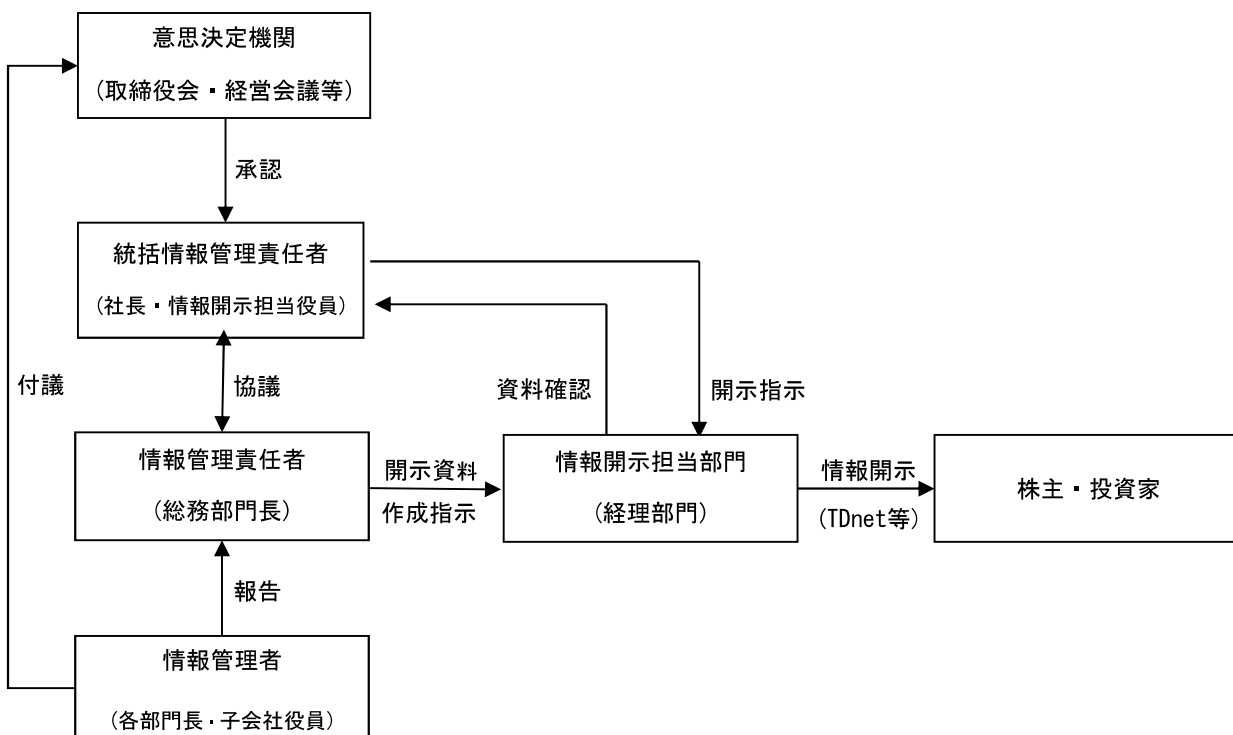 意思決定機関
（取締役会・経営会議等）
承認
統括情報管理責任者
（社長・情報開示担当役員）
付議
協議
資料確認
開示指示
情報管理責任者
（総務部門長）
開示資料
作成指示
情報開示担当部門
（経理部門）
情報開示
（TDnet等）
株主・投資家
報告
情報管理者
（各部門長・子会社役員）